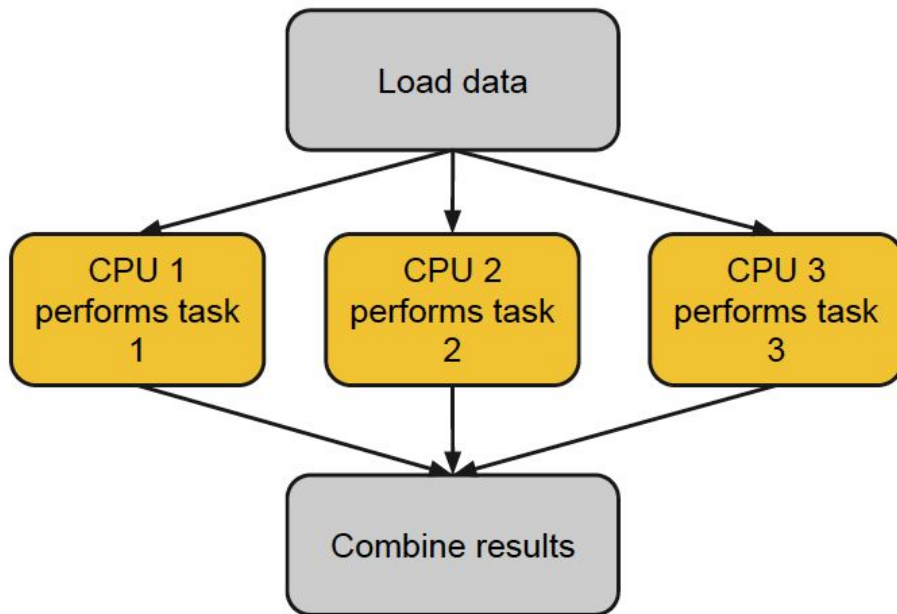 Load data
CPU 1
performs task
1
CPU 2
performs task
2
CPU 3
performs task
3
Combine results